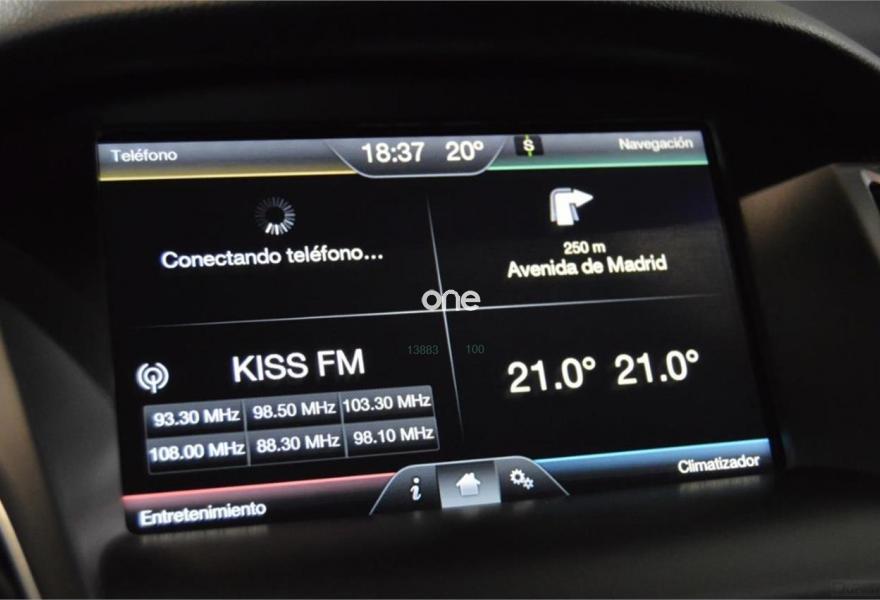 Teléfono
18:37 20°
S
Navegación
Conectando teléfono...
250 m
Avenida de Madrid
one
13883 100
KISS FM
93.30 MHz 98.50 MHz 103.30 MHz
108.00 MHz 88.30 MHz 98.10 MHz
21.0° 21.0°
i
Entretenimiento
Climatizador